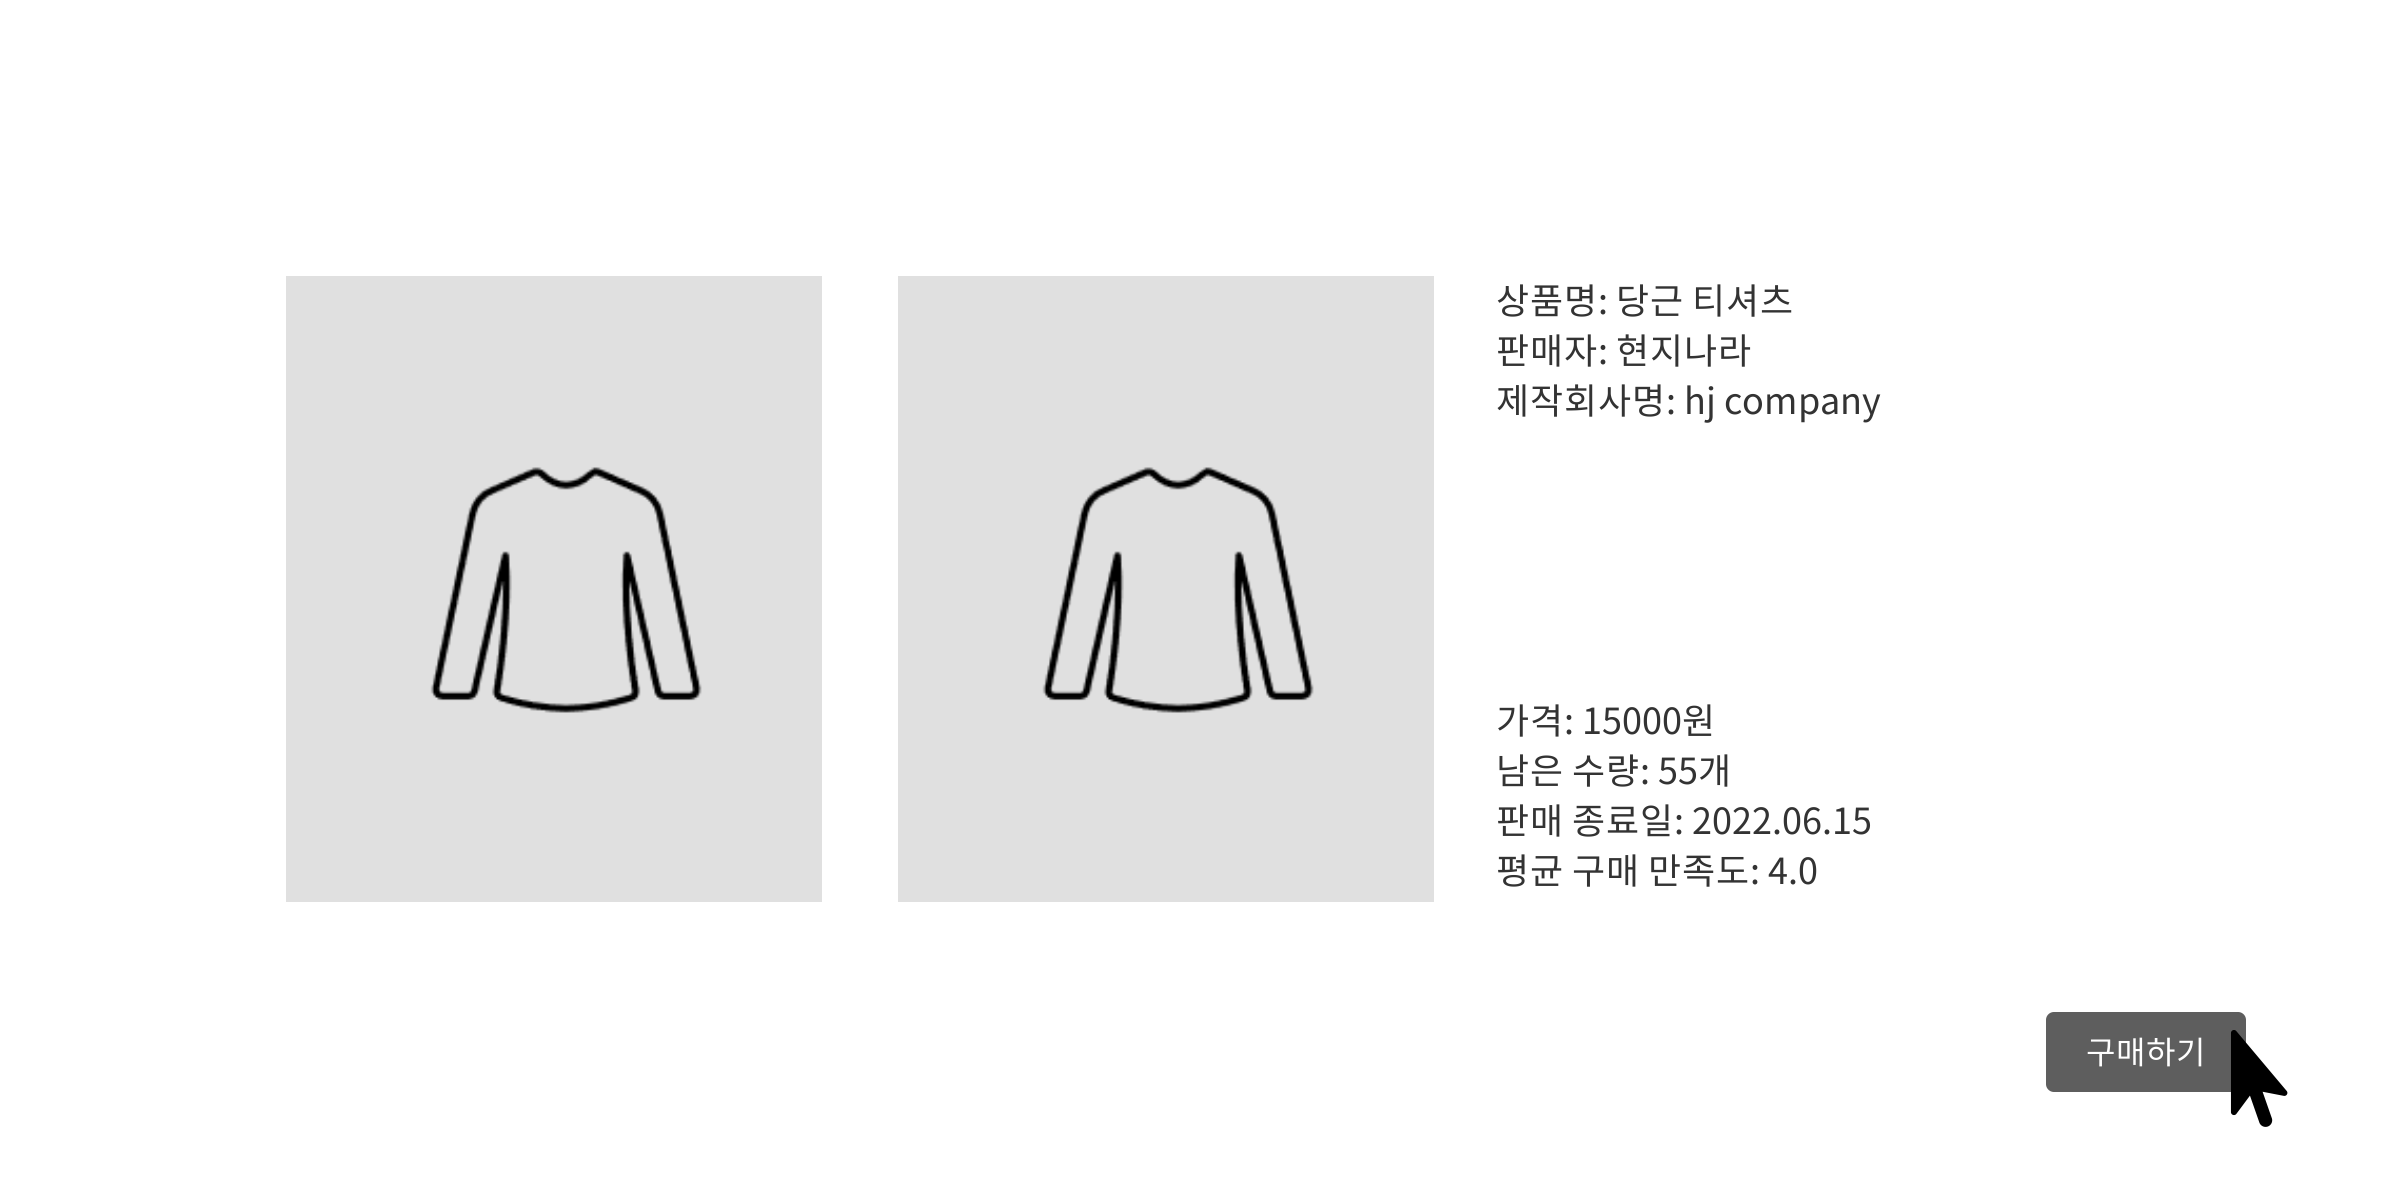 상품명: 당근 티셔츠
판매자: 현지나라
제작회사명: hj company
가격: 15000원
남은 수량: 55개
판매 종료일: 2022.06.15
평균 구매 만족도: 4.0
구매하기